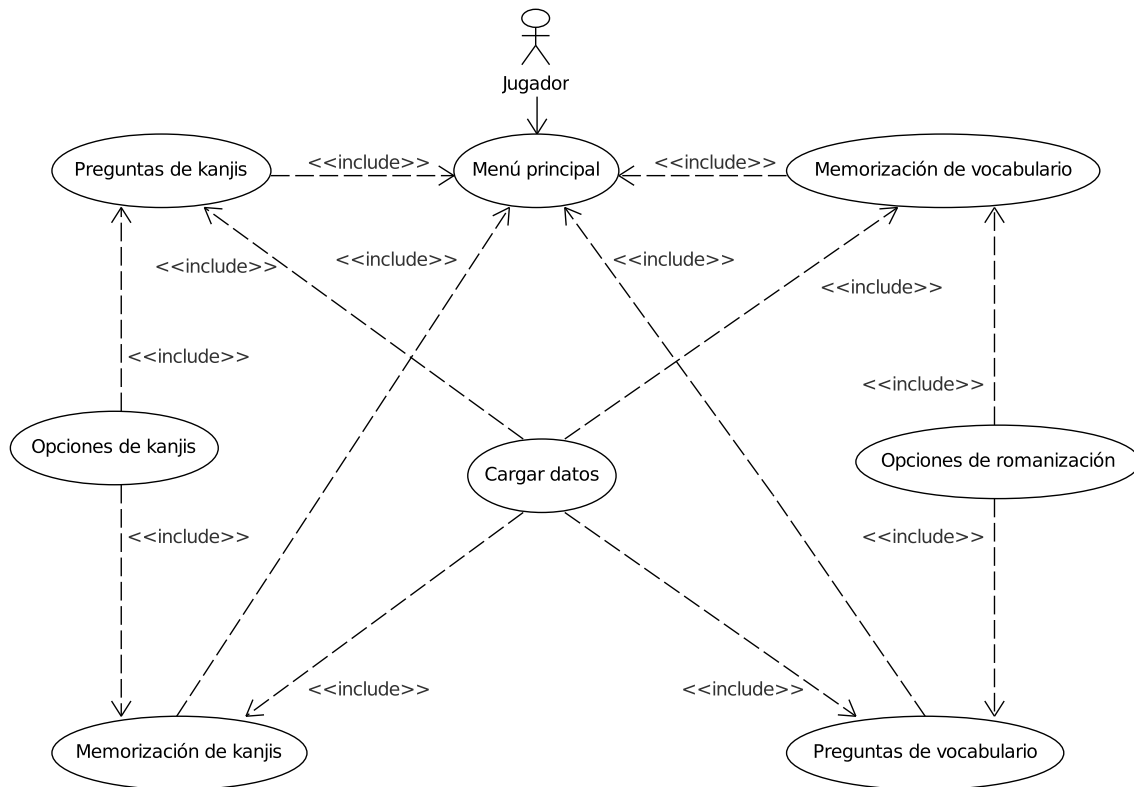 Jugador
Preguntas de kanjis
<<include>>
Menú principal
<<include>>
Memorización de vocabulario
<<include>>
<<include>>
<<include>>
<<include>>
<<include>>
<<include>>
Opciones de kanjis
Cargar datos
Opciones de romanización
<<include>>
<<include>>
<<include>>
<<include>>
Memorización de kanjis
Preguntas de vocabulario